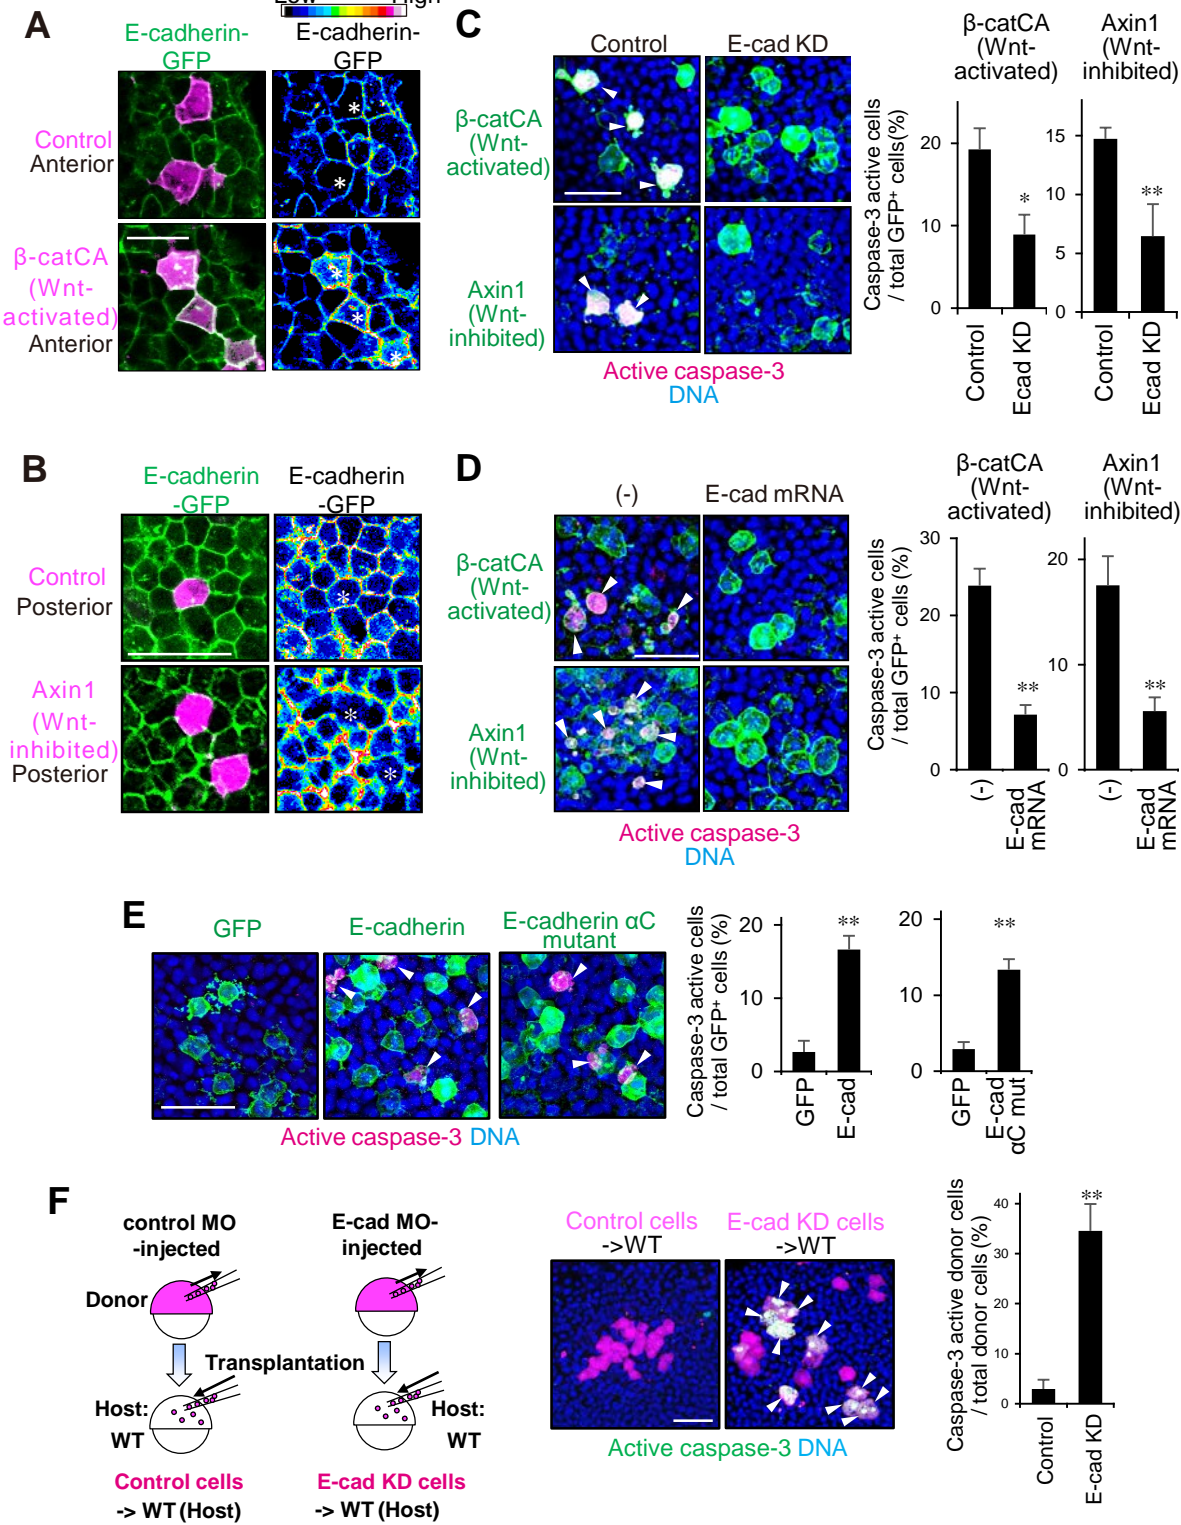 Low High
A
E-cadherin-
GFP
E-cadherin-
GFP
Control
Anterior
β-catCA
(Wnt-
activated)
Anterior
*
*
*
*
*
B
E-cadherin
-GFP
E-cadherin
-GFP
Control
Posterior
Axin1
(Wnt-
inhibited)
Posterior
*
*
*
C
Control
E-cad KD
β-catCA
(Wnt-
activated)
Axin1
(Wnt-
inhibited)
Active caspase-3
DNA
β-catCA
(Wnt-
activated)
Axin1
(Wnt-
inhibited)
Caspase-3 active cells
/ total GFP⁺ cells(%)
20
10
0
*
Control
Ecad KD
15
10
5
0
**
Control
Ecad KD
D
(-)
E-cad mRNA
β-catCA
(Wnt-
activated)
Axin1
(Wnt-
inhibited)
Active caspase-3
DNA
β-catCA
(Wnt-
activated)
Axin1
(Wnt-
inhibited)
Caspase-3 active cells
/ total GFP⁺ cells (%)
30
20
10
0
**
(-)
E-cad
mRNA
20
10
0
**
(-)
E-cad
mRNA
E
GFP
E-cadherin
E-cadherin αC
mutant
Active caspase-3 DNA
Caspase-3 active cells
/ total GFP⁺ cells (%)
20
10
0
**
GFP
E-cad
20
10
0
**
GFP
E-cad
αC mut
F
control MO
-injected
E-cad MO-
injected
Donor
Transplantation
Host:
WT
Host:
WT
Control cells
-> WT (Host)
E-cad KD cells
-> WT (Host)
Control cells
->WT
E-cad KD cells
->WT
Active caspase-3 DNA
Caspase-3 active donor cells
/ total donor cells (%)
40
30
20
10
0
**
Control
E-cad KD